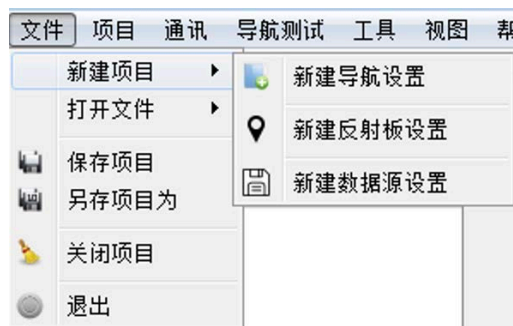 文件 项目 通讯 导航测试 工具 视图
新建项目
打开文件
保存项目
另存项目为
关闭项目
退出
新建导航设置
新建反射板设置
新建数据源设置